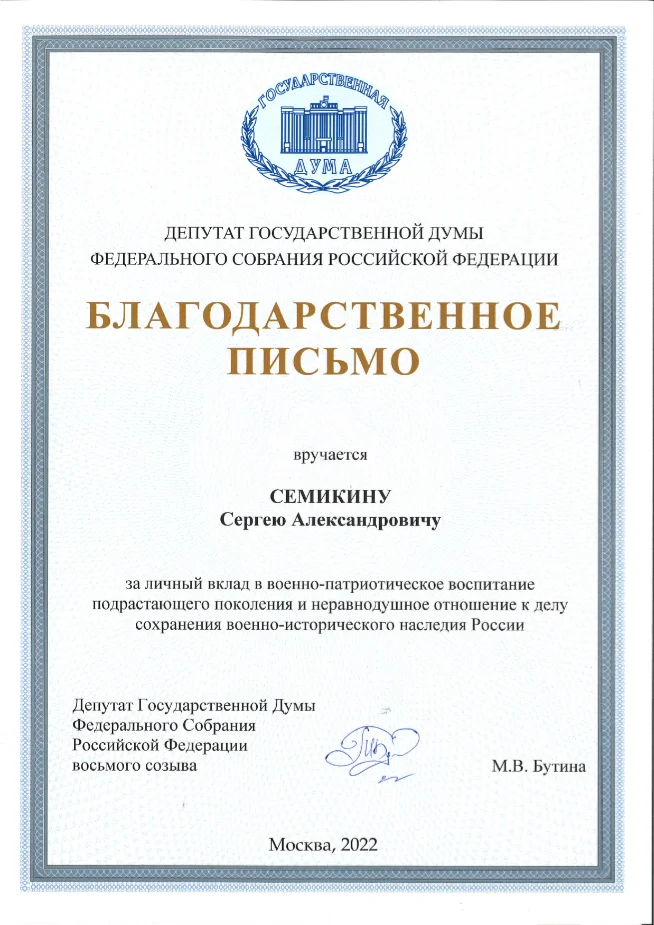 ГОСУДАРСТВЕННАЯ
ДУМА
ДЕПУТАТ ГОСУДАРСТВЕННОЙ ДУМЫ
ФЕДЕРАЛЬНОГО СОБРАНИЯ РОССИЙСКОЙ ФЕДЕРАЦИИ
БЛАГОДАРСТВЕННОЕ
ПИСЬМО
вручается
СЕМИКИНУ
Сергею Александровичу
за личный вклад в военно-патриотическое воспитание
подрастающего поколения и неравнодушное отношение к делу
сохранения военно-исторического наследия России
Депутат Государственной Думы
Федерального Собрания
Российской Федерации
восьмого созыва
М.В. Бутина
Москва, 2022